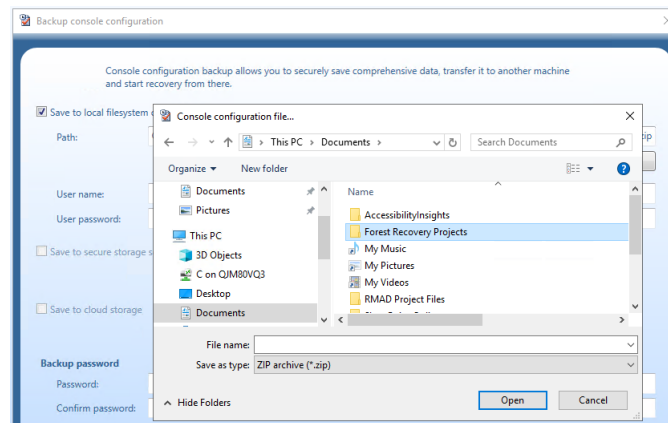 Backup console configuration
Console configuration backup allows you to securely save comprehensive data, transfer it to another machine
and start recovery from there.
Save to local filesystem
Path:
zip
User name:
User password:
Save to secure storage s
Save to cloud storage
Backup password
Password:
Confirm password:
Console configuration file...
This PC > Documents >
Search Documents
Organize
New folder
Documents
Pictures
This PC
3D Objects
C on QJM80VQ3
Desktop
Documents
Name
AccessibilityInsights
Forest Recovery Projects
My Music
My Pictures
My Videos
RMAD Project Files
File name:
Save as type: ZIP archive (*.zip)
Hide Folders
Open
Cancel